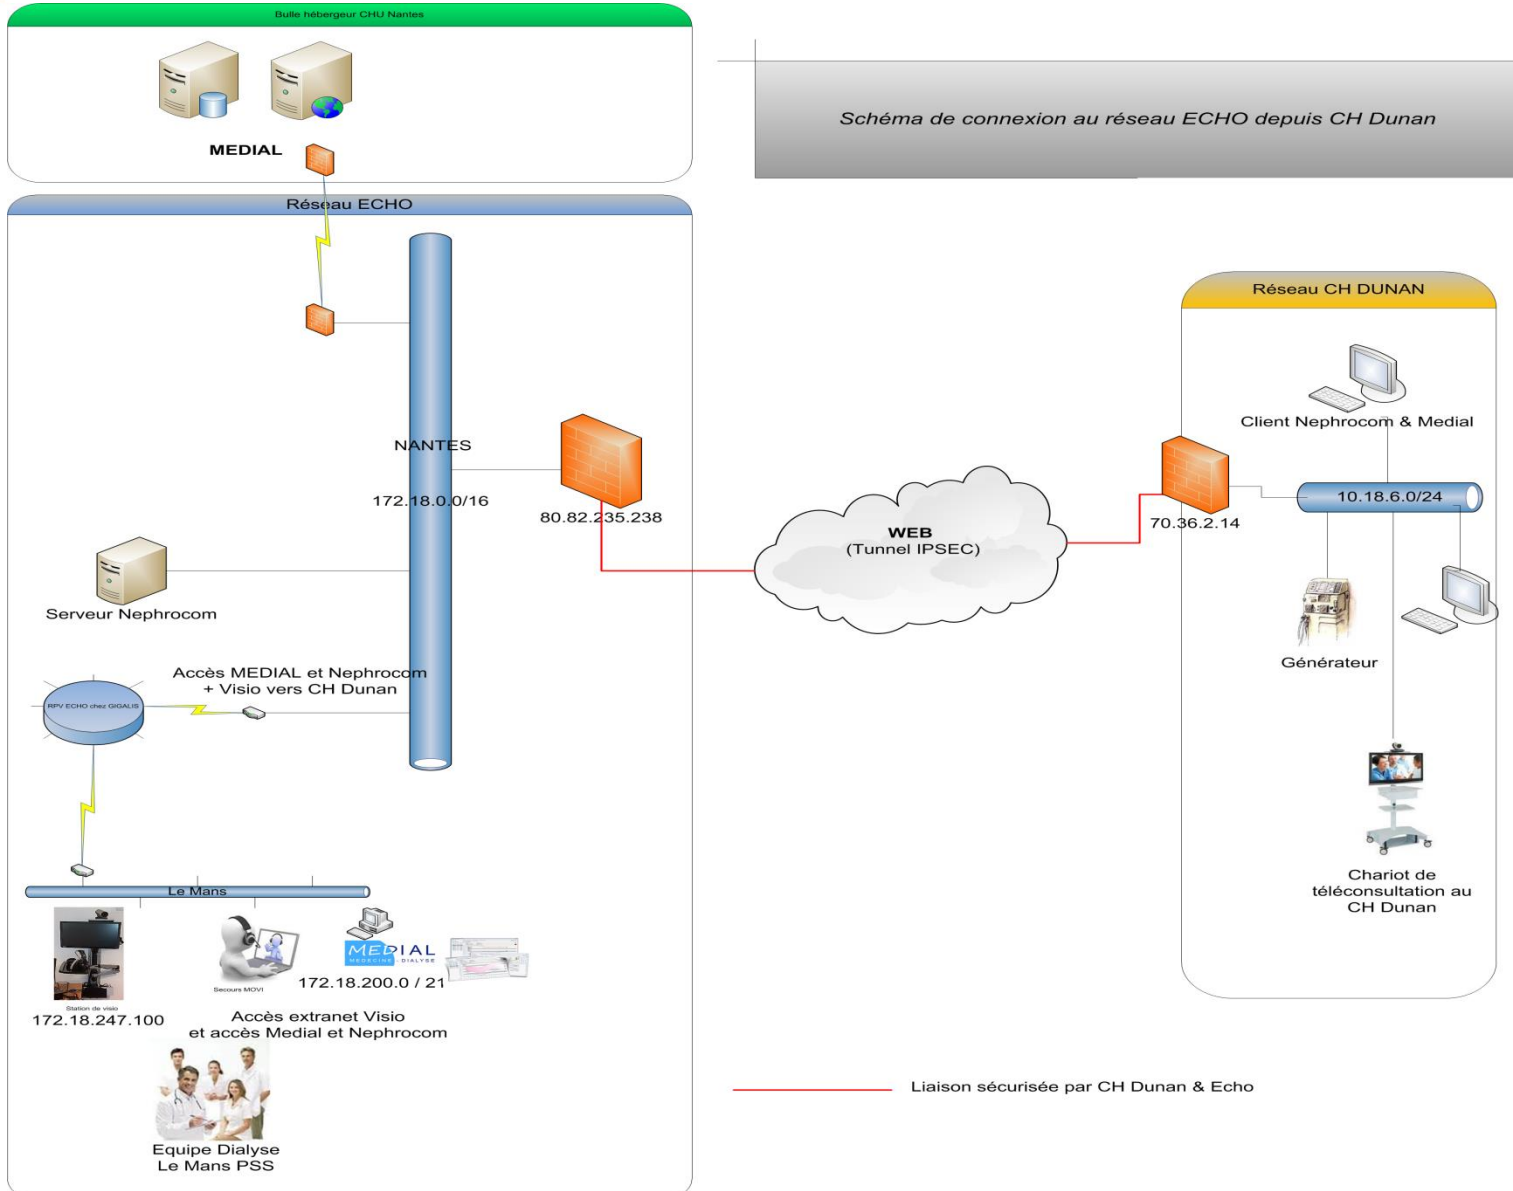 Bulle hébergeur CHU Nantes
MEDIAL
Schéma de connexion au réseau ECHO depuis CH Dunan
Réseau ECHO
NANTES
172.18.0.0/16
80.82.235.238
Serveur Nephrocom
Accès MEDIAL et Nephrocom
+ Visio vers CH Dunan
RPV ECHO chez GIGALIS
Le Mans
Station de visio
172.18.247.100
Secours MOVI
MEDIAL
MEDECINE - DIALYSE
172.18.200.0 / 21
Accès extranet Visio
et accès Medial et Nephrocom
Equipe Dialyse
Le Mans PSS
WEB
(Tunnel IPSEC)
Réseau CH DUNAN
Client Nephrocom & Medial
70.36.2.14
10.18.6.0/24
Générateur
Chariot de
téléconsultation au
CH Dunan
Liaison sécurisée par CH Dunan & Echo